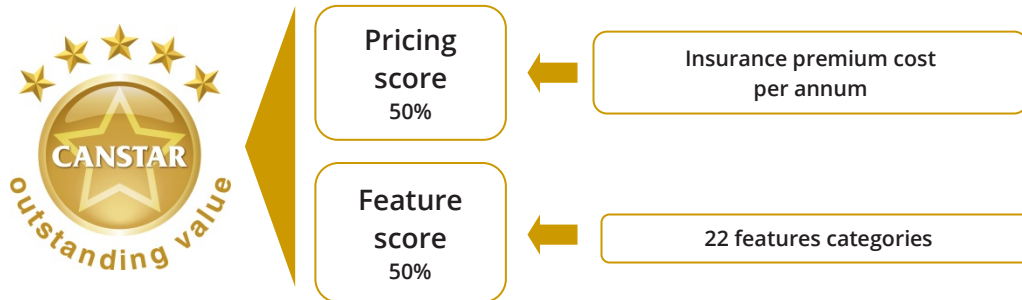 CANSTAR
outstanding value
Pricing
score
50%
Insurance premium cost
per annum
Feature
score
50%
22 features categories